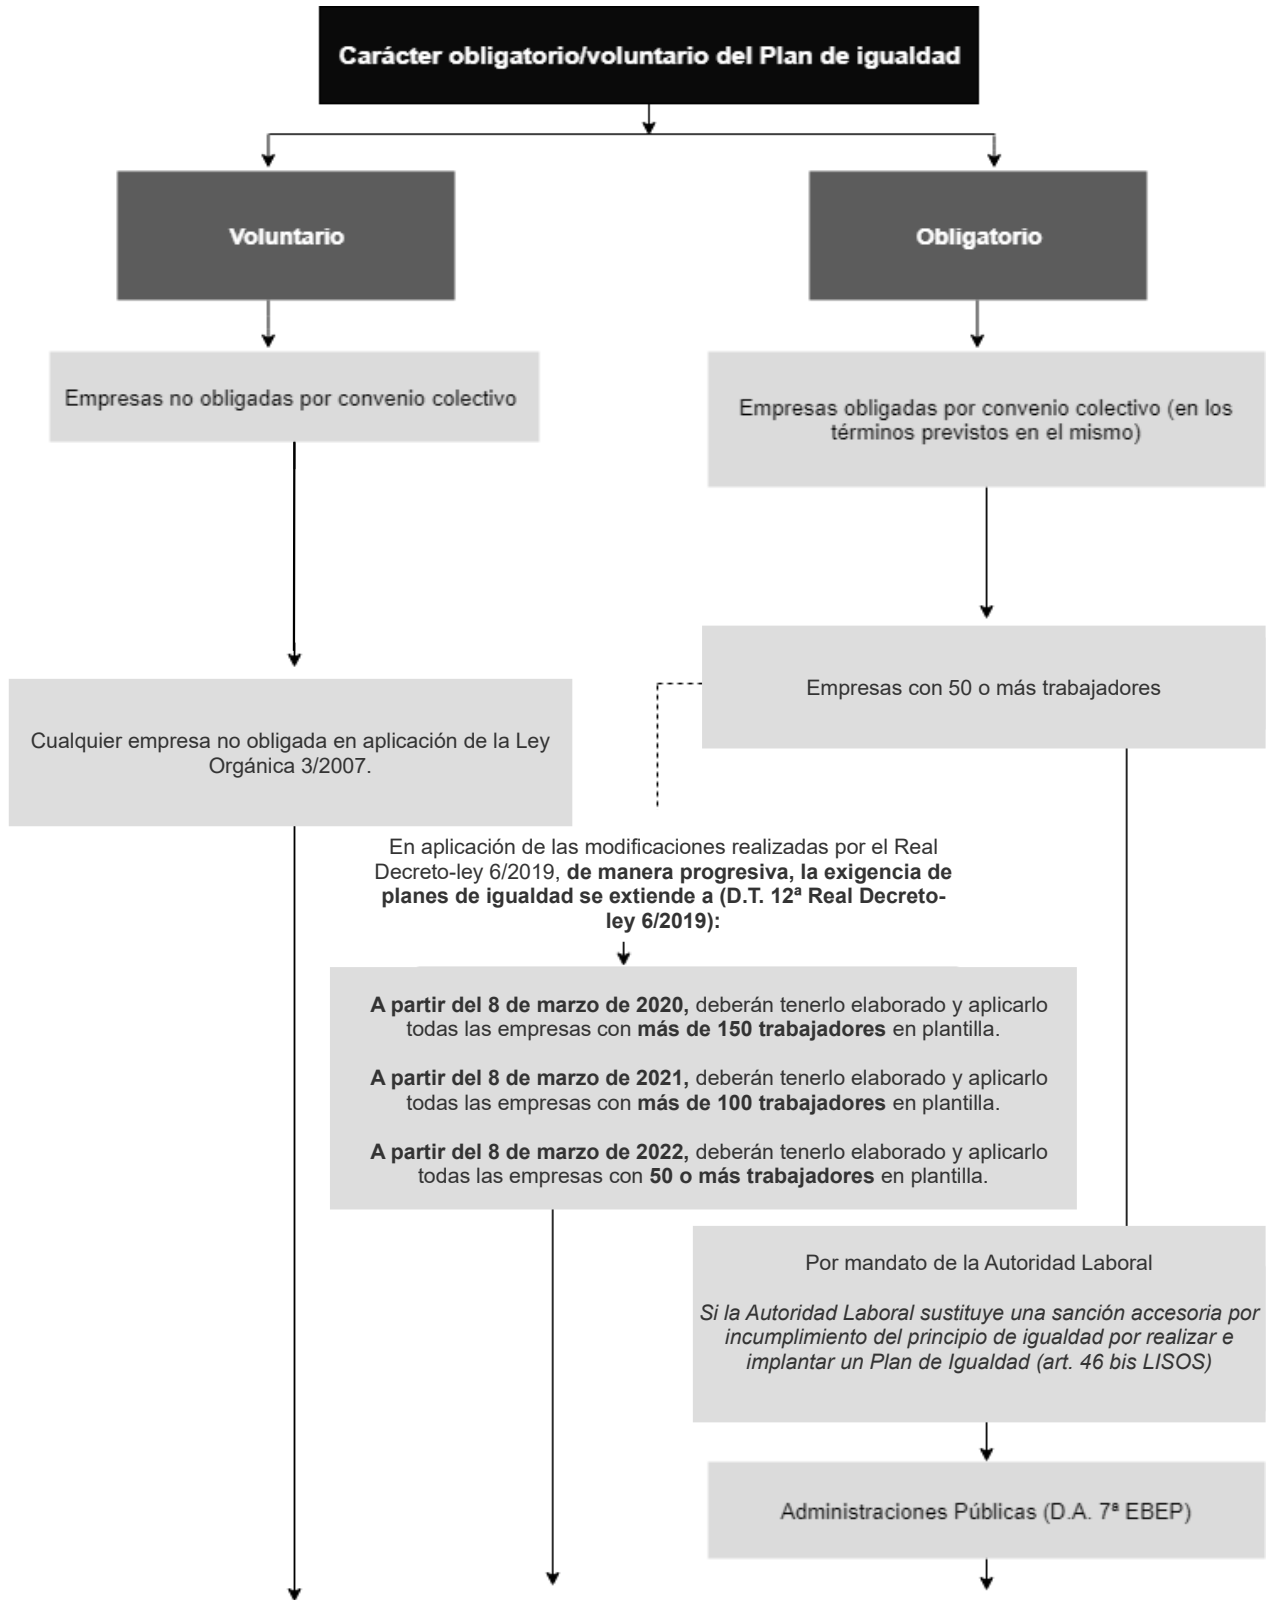 Carácter obligatorio/voluntario del Plan de igualdad
Voluntario
Obligatorio
Empresas no obligadas por convenio colectivo
Empresas obligadas por convenio colectivo (en los
términos previstos en el mismo)
Empresas con 50 o más trabajadores
Cualquier empresa no obligada en aplicación de la Ley
Orgánica 3/2007.
En aplicación de las modificaciones realizadas por el Real
Decreto-ley 6/2019, de manera progresiva, la exigencia de
planes de igualdad se extiende a (D.T. 12ª Real Decreto-
ley 6/2019):
A partir del 8 de marzo de 2020, deberán tenerlo elaborado y aplicarlo
todas las empresas con más de 150 trabajadores en plantilla.
A partir del 8 de marzo de 2021, deberán tenerlo elaborado y aplicarlo
todas las empresas con más de 100 trabajadores en plantilla.
A partir del 8 de marzo de 2022, deberán tenerlo elaborado y aplicarlo
todas las empresas con 50 o más trabajadores en plantilla.
Por mandato de la Autoridad Laboral
Si la Autoridad Laboral sustituye una sanción accesoria por
incumplimiento del principio de igualdad por realizar e
implantar un Plan de Igualdad (art. 46 bis LISOS)
Administraciones Públicas (D.A. 7ª EBEP)